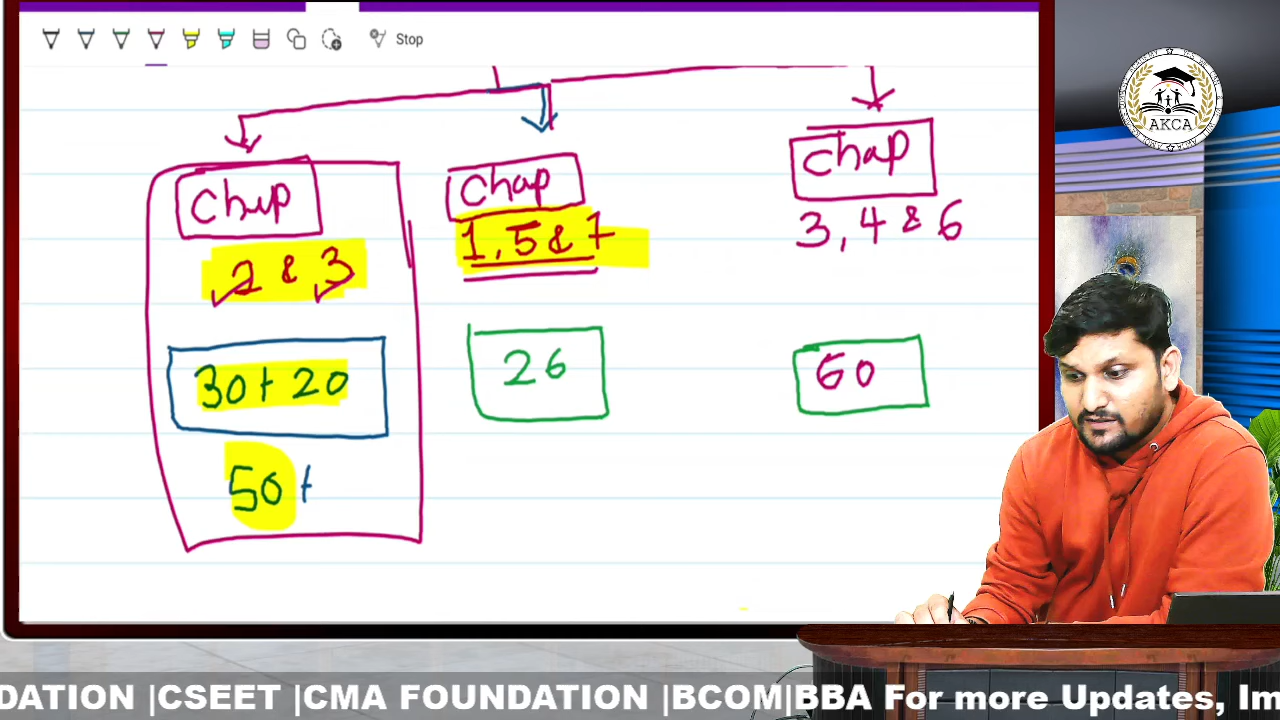 Stop
AKCA
Chap
2 & 3
30 + 20
50+
Chap
1, 5 & 7
26
Chap
3, 4 & 6
60
DATION |CSEET |CMA FOUNDATION |BCOM|BBA For more Updates, Im